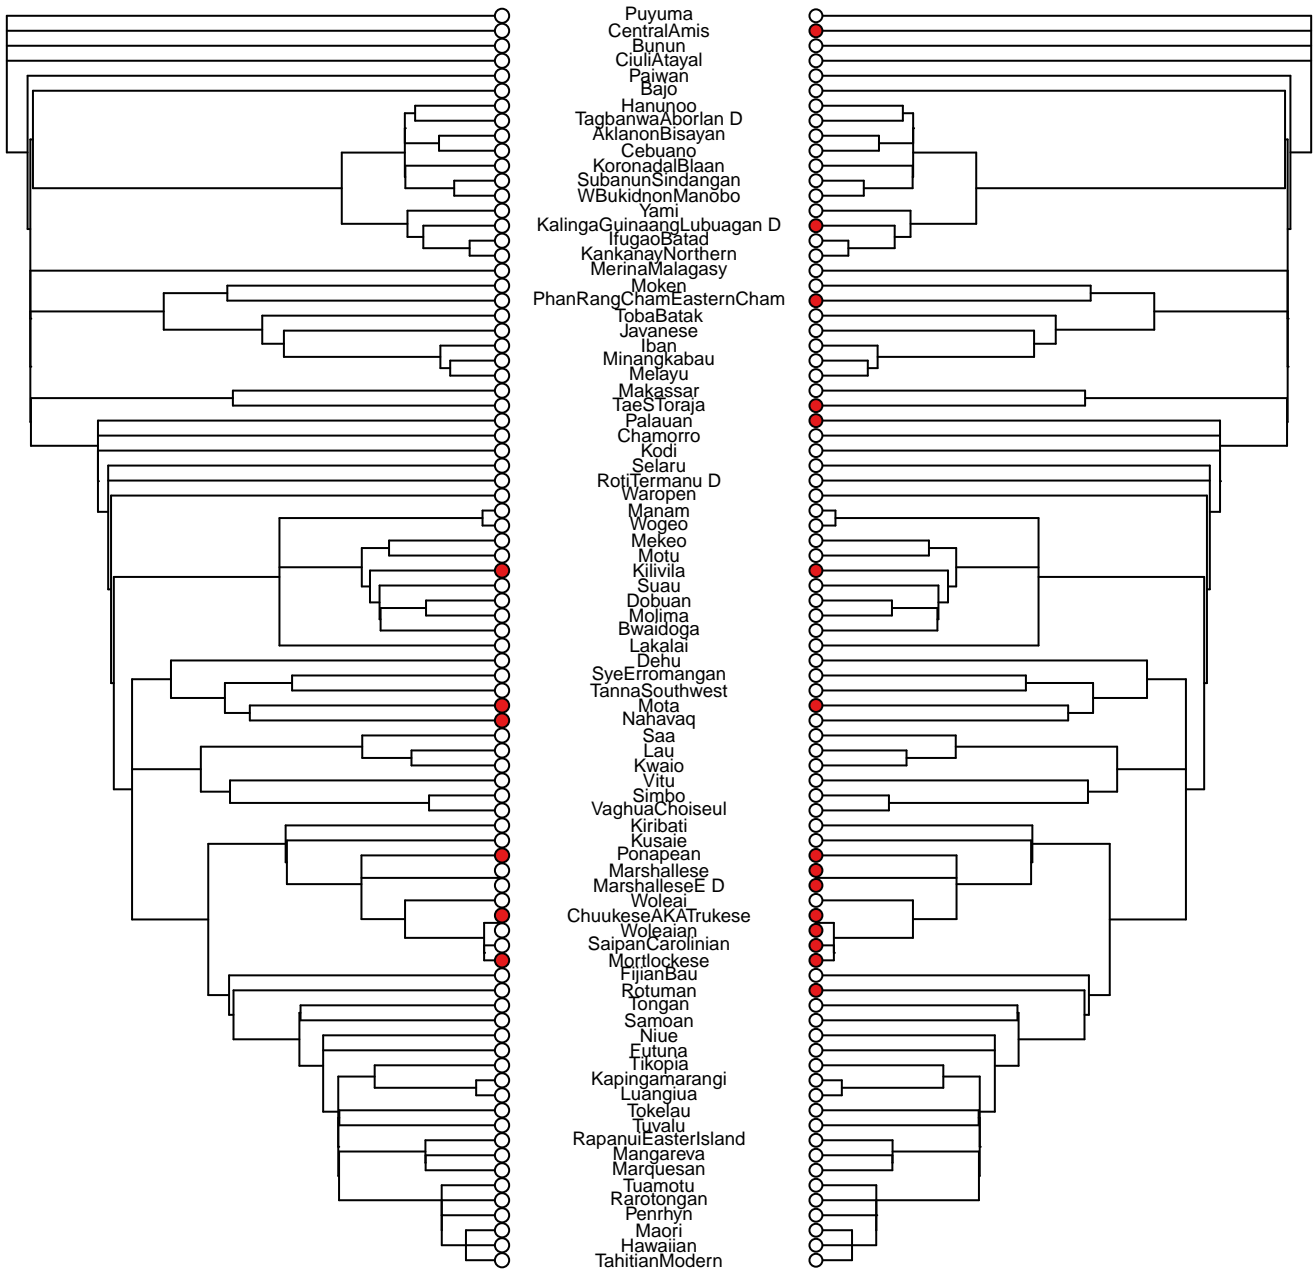 Puyuma
CentralAmis
Bunun
CiuliAtayal
Paiwan
Bajo
Hanunoo
TagbanwaAborlan D
AklanonBisayan
Cebuano
KoronadalBlaan
SubanunSindangan
WBukidnonManobo
Yami
KalingaGuinaangLubuagan D
IfugaoBatad
KankanayNorthern
MerinaMalagasy
Moken
PhanRangChamEasternCham
TobaBatak
Javanese
Iban
Minangkabau
Melayu
Makassar
TaeSToraja
Palauan
Chamorro
Kodi
Selaru
RotiTermanu D
Waropen
Manam
Wogeo
Mekeo
Motu
Kilivila
Suau
Dobuan
Molima
Bwaidoga
Lakalai
Dehu
SyeErromangan
TannaSouthwest
Mota
Nahavaq
Saa
Lau
Kwaio
Vitu
Simbo
VaghuaChoiseul
Kiribati
Kusaie
Ponapean
Marshallese
MarshalleseE D
Woleai
ChuukeseAKATrukese
Woleaian
SaipanCarolinian
Mortlockese
FijianBau
Rotuman
Tongan
Samoan
Niue
Futuna
Tikopia
Kapingamarangi
Luangiua
Tokelau
Tuvalu
RapanuiEasterIsland
Mangareva
Marquesan
Tuamotu
Rarotongan
Penrhyn
Maori
Hawaiian
TahitianModern